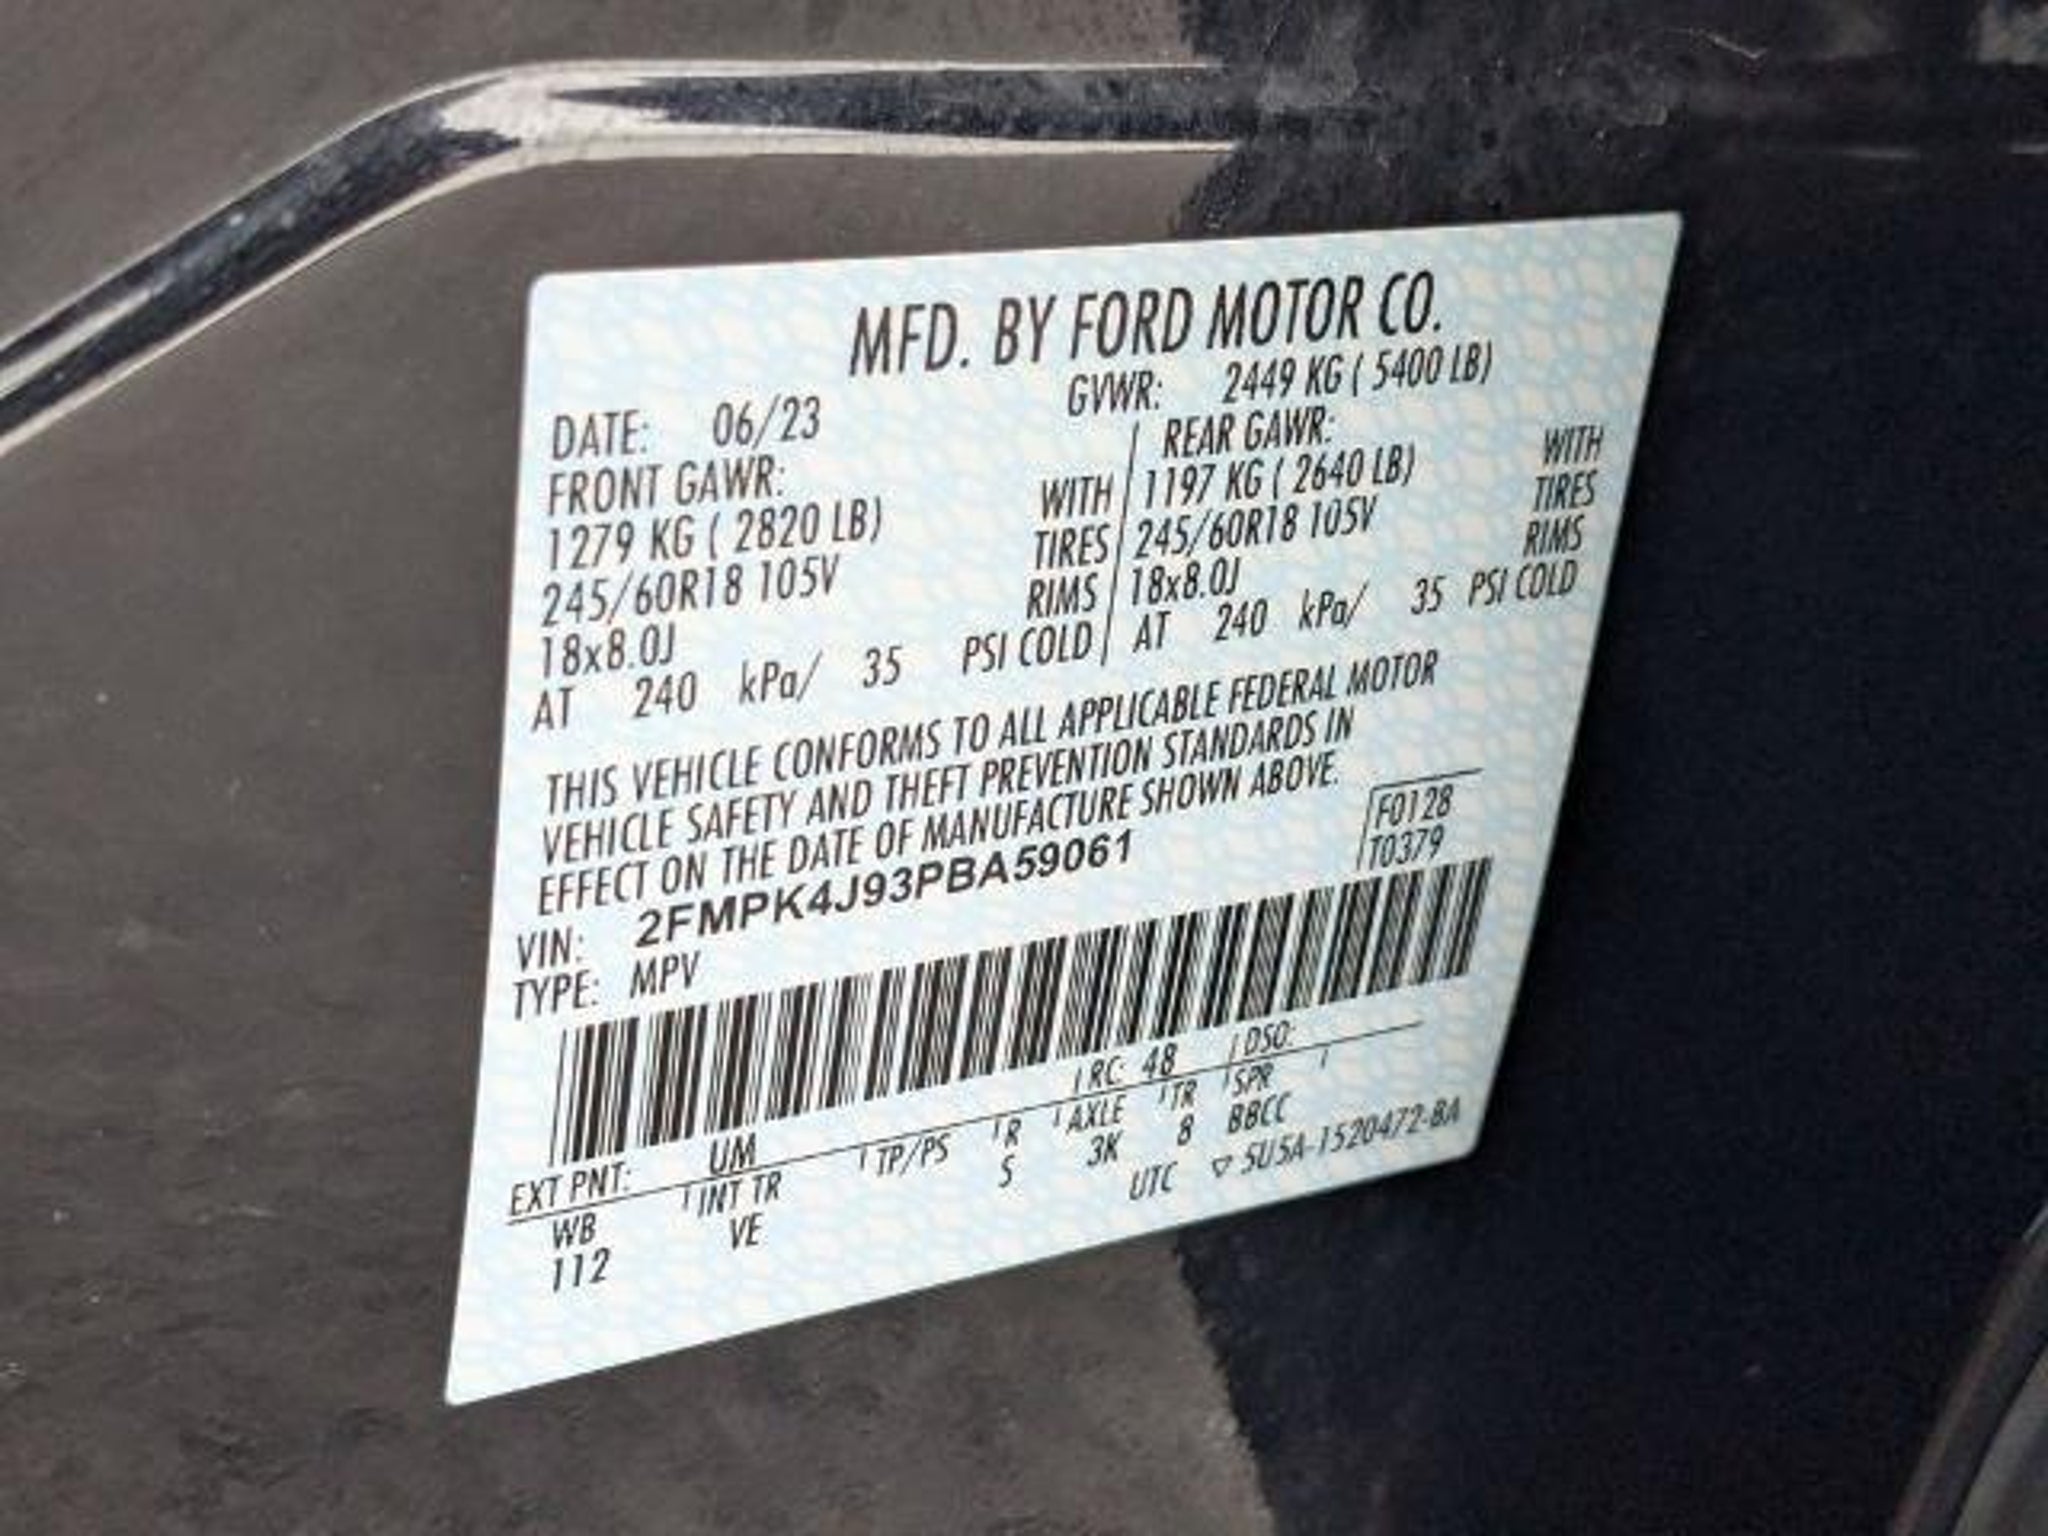 MFD. BY FORD MOTOR CO.
DATE: 06/23 GVWR: 2449 KG ( 5400 LB)
FRONT GAWR: REAR GAWR:
1279 KG ( 2820 LB) WITH 1197 KG ( 2640 LB) WITH
245/60R18 105V TIRES 245/60R18 105V TIRES
18x8.0J RIMS 18x8.0J RIMS
AT 240 kPa/ 35 PSI COLD AT 240 kPa/ 35 PSI COLD
THIS VEHICLE CONFORMS TO ALL APPLICABLE FEDERAL MOTOR
VEHICLE SAFETY AND THEFT PREVENTION STANDARDS IN
EFFECT ON THE DATE OF MANUFACTURE SHOWN ABOVE.
F0128
T0379
VIN: 2FMPK4J93PBA59061
TYPE: MPV
EXT PNT: UM RC: 48 DSO:
WB INT TR TP/PS R AXLE TR SPR
112 VE S 3K 8 BBCC
UTC ▽ 5U5A-1520472-BA